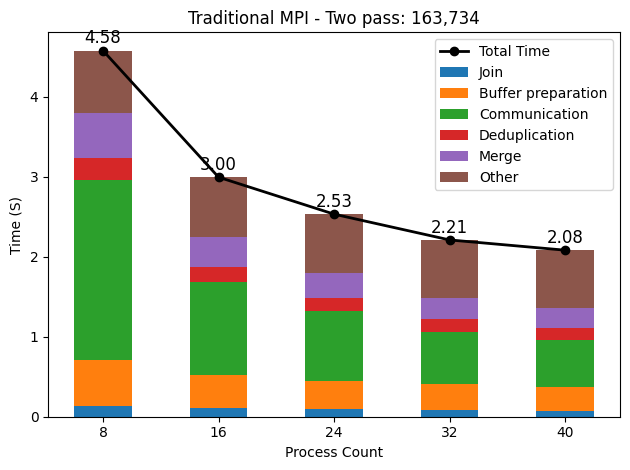 Traditional MPI - Two pass: 163,734
4.58
3.00
2.53
2.21
2.08
Total Time
Join
Buffer preparation
Communication
Deduplication
Merge
Other
Time (S)
4
3
2
1
0
8
16
24
32
40
Process Count